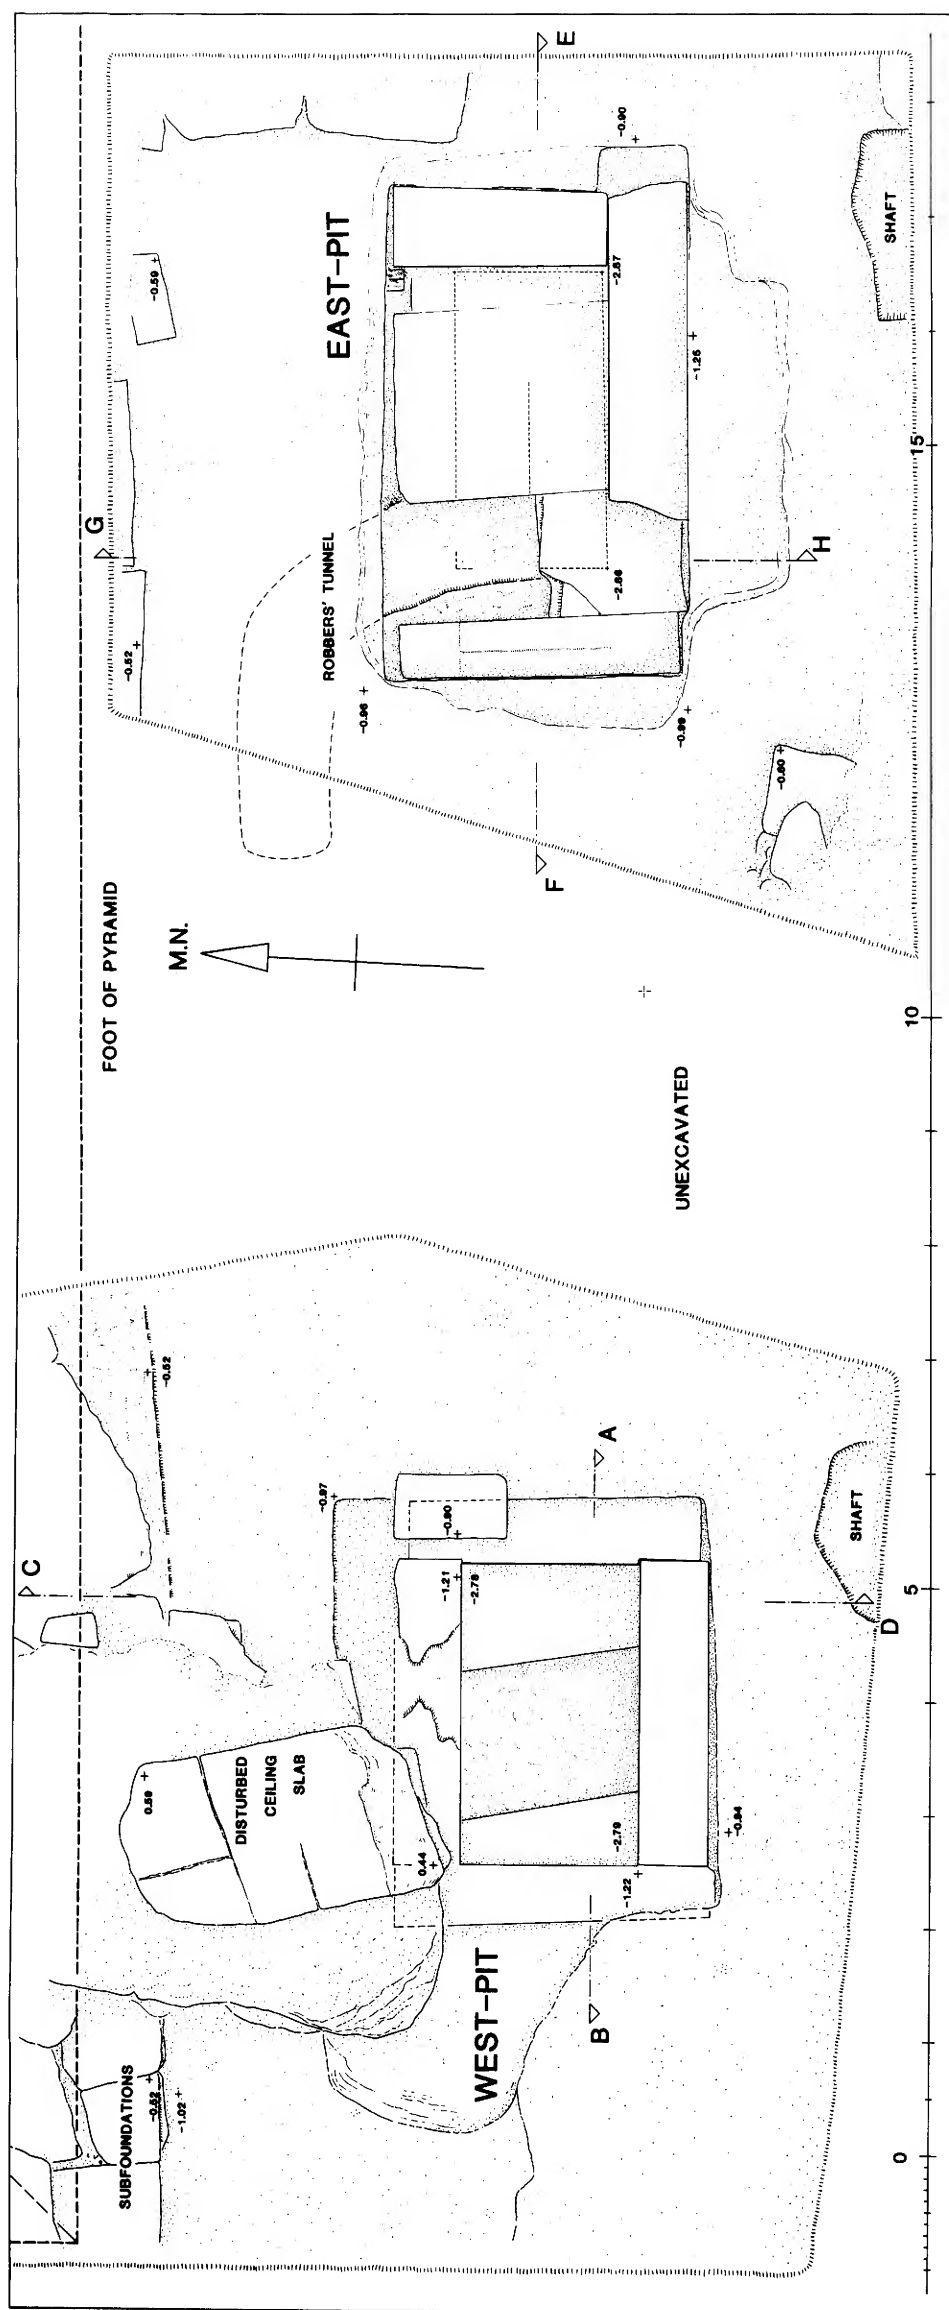 E
-0.90
SHAFT
-0.59
EAST-PIT
-2.87
-1.25
15
G
H
ROBBERS' TUNNEL
-2.86
-0.52
-0.96
-0.99
-0.60
F
FOOT OF PYRAMID
M.N.
10
UNEXCAVATED
-0.52
A
-0.97
-0.90
C
-1.21
-2.78
SHAFT
5
D
0.59
DISTURBED
CEILING
SLAB
0.44
-2.79
-0.94
-1.22
WEST-PIT
B
SUBFOUNDATIONS
-0.52
-1.02
0